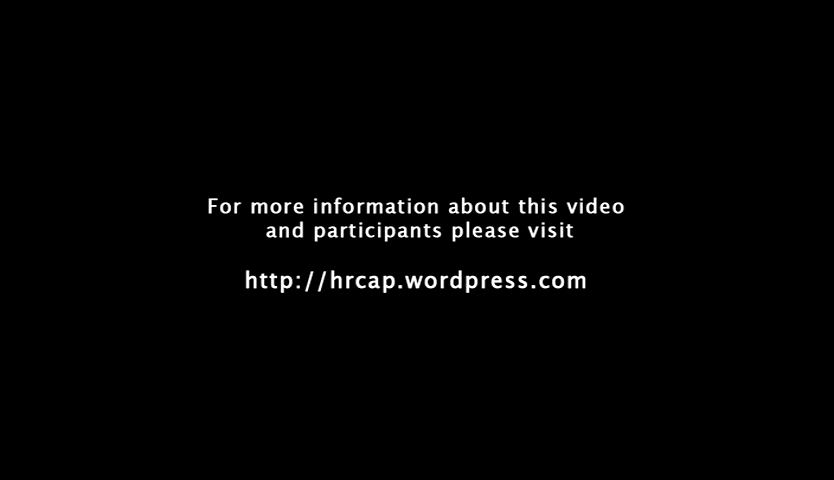 For more information about this video
and participants please visit
http://hrcap.wordpress.com